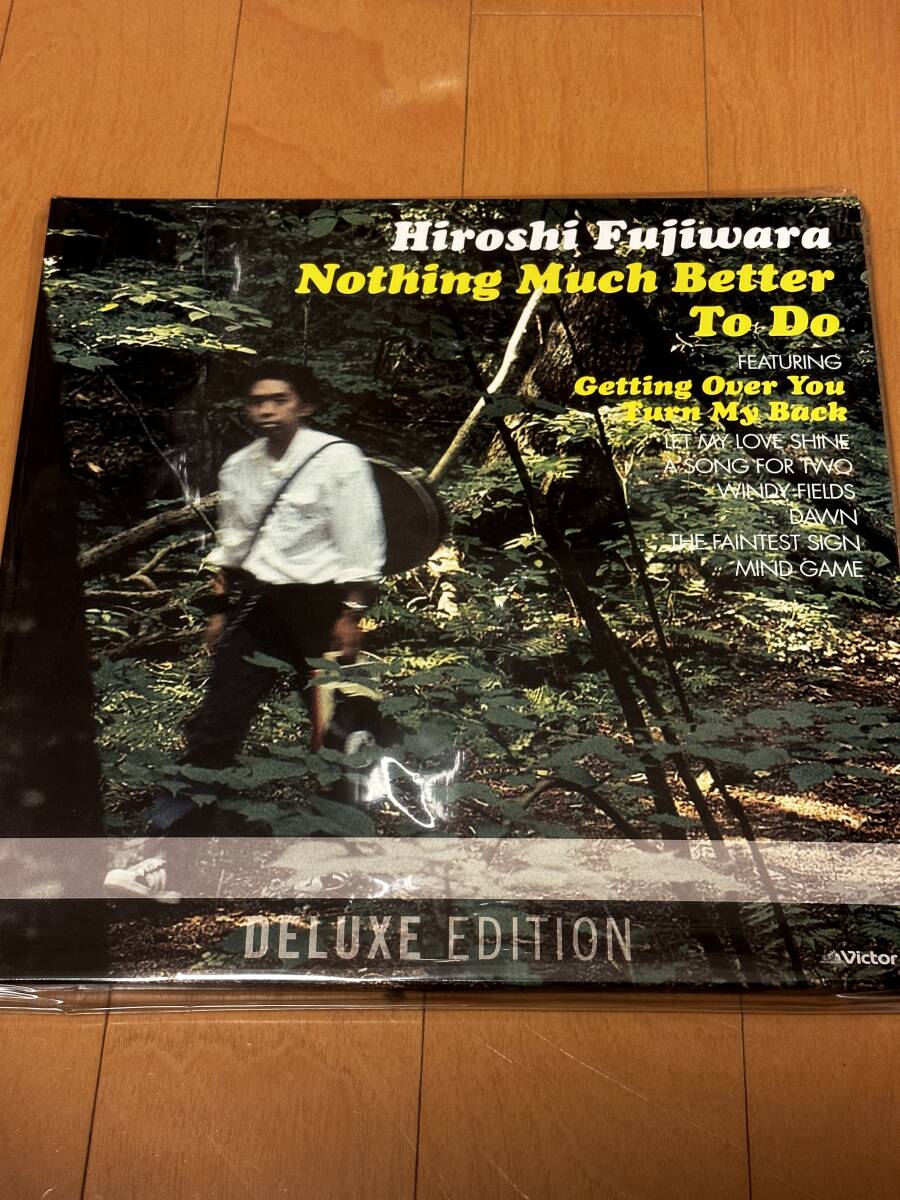 Hiroshi Fujiwara
Nothing Much Better
To Do
FEATURING
Getting Over You
Turn My Back
LET MY LOVE SHINE
A SONG FOR TWO
WINDY FIELDS
DAWN
THE FAINTEST SIGN
MIND GAME
DELUXE EDITION
Victor